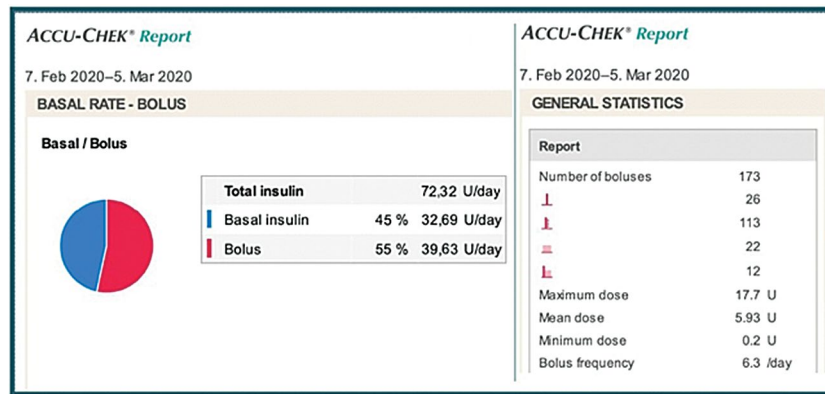 ACCU-CHEK® Report
7. Feb 2020–5. Mar 2020
BASAL RATE - BOLUS
Basal / Bolus
Total insulin 72,32 U/day
Basal insulin 45 % 32,69 U/day
Bolus 55 % 39,63 U/day
ACCU-CHEK® Report
7. Feb 2020–5. Mar 2020
GENERAL STATISTICS
Report
Number of boluses 173
26
113
22
12
Maximum dose 17.7 U
Mean dose 5.93 U
Minimum dose 0.2 U
Bolus frequency 6.3 /day